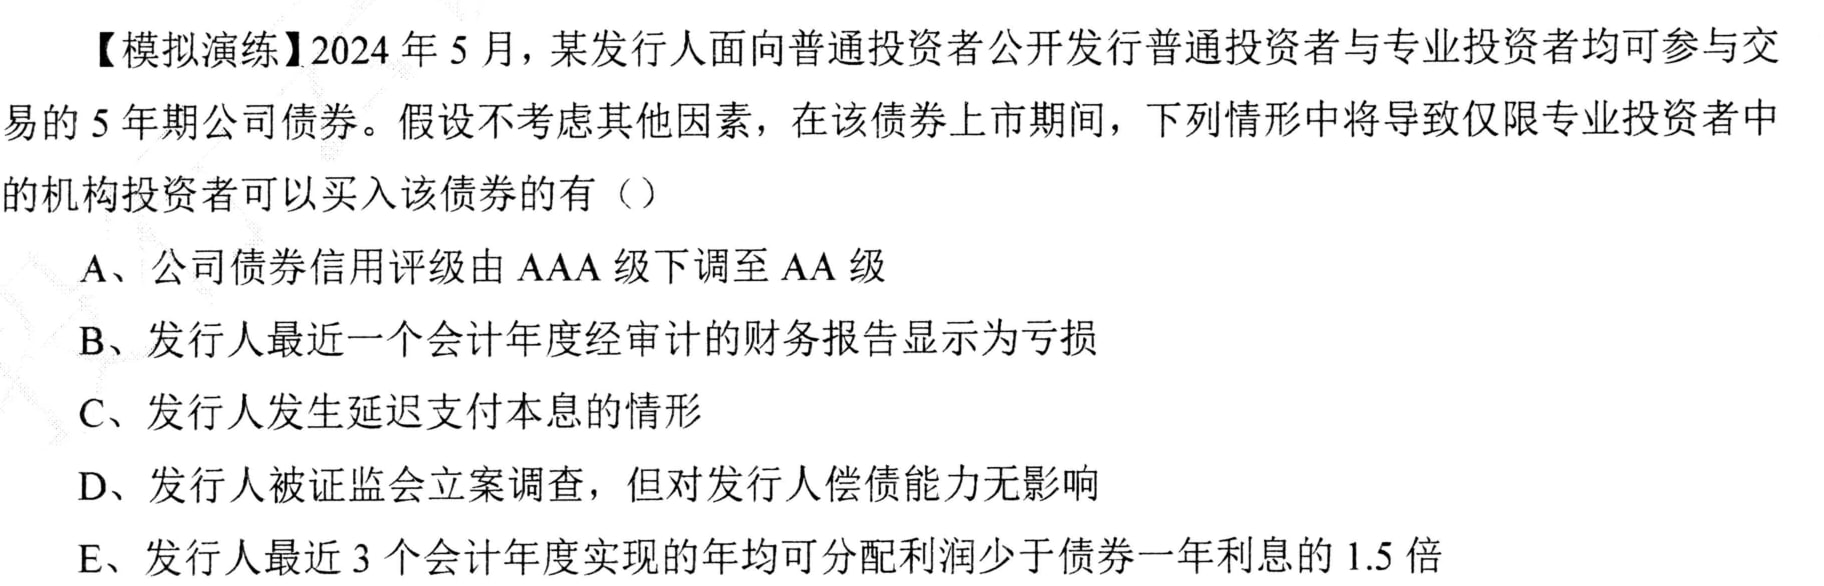 【模拟演练】2024 年 5 月，某发行人面向普通投资者公开发行普通投资者与专业投资者均可参与交
易的 5 年期公司债券。假设不考虑其他因素，在该债券上市期间，下列情形中将导致仅限专业投资者中
的机构投资者可以买入该债券的有（）
A、公司债券信用评级由 AAA 级下调至 AA 级
B、发行人最近一个会计年度经审计的财务报告显示为亏损
C、发行人发生延迟支付本息的情形
D、发行人被证监会立案调查，但对发行人偿债能力无影响
E、发行人最近 3 个会计年度实现的年均可分配利润少于债券一年利息的 1.5 倍